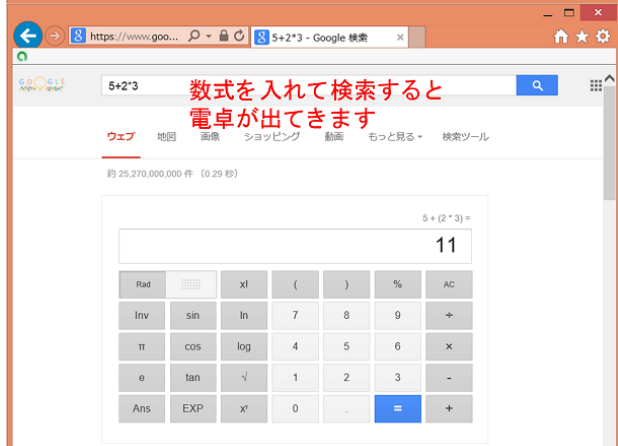 https://www.goo...
5+2*3 - Google 検索
GOOGLE
5+2*3
数式を入れて検索すると
電卓が出てきます
ウェブ 地図 画像 ショッピング 動画 もっと見る 検索ツール
約 25,270,000,000 件 （0.29 秒）
5 + (2 * 3) =
11
Rad x! ( ) % AC
Inv sin ln 7 8 9 ÷
π cos log 4 5 6 ×
e tan √ 1 2 3 -
Ans EXP xʸ 0 . = +